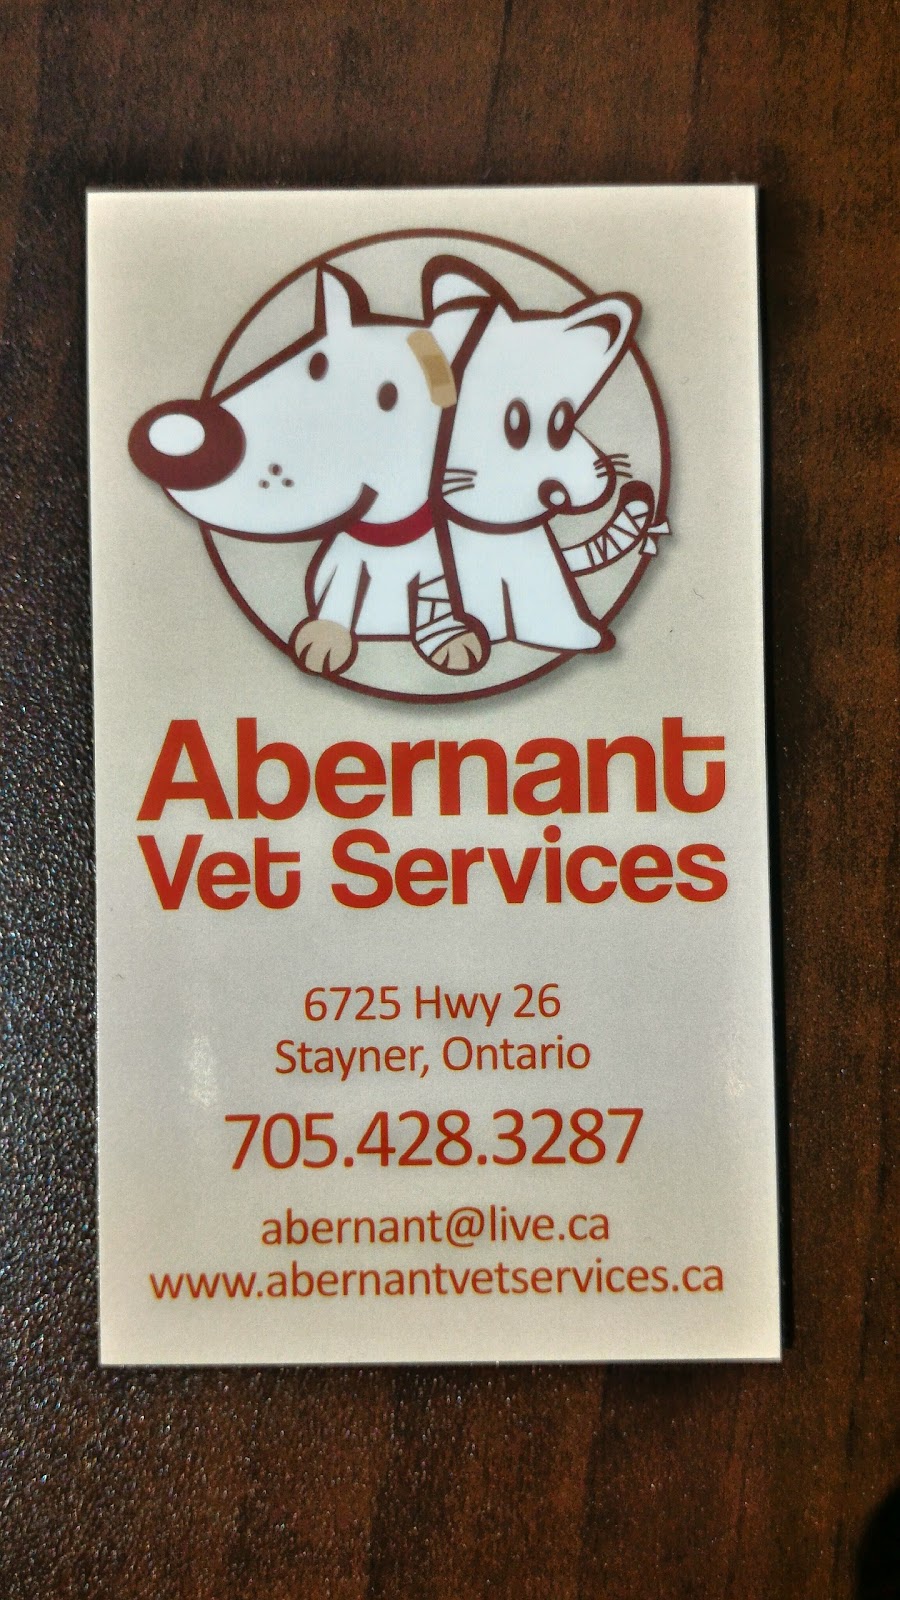 Abernant
Vet Services
6725 Hwy 26
Stayner, Ontario
705.428.3287
abernant@live.ca
www.abernantvetservices.ca